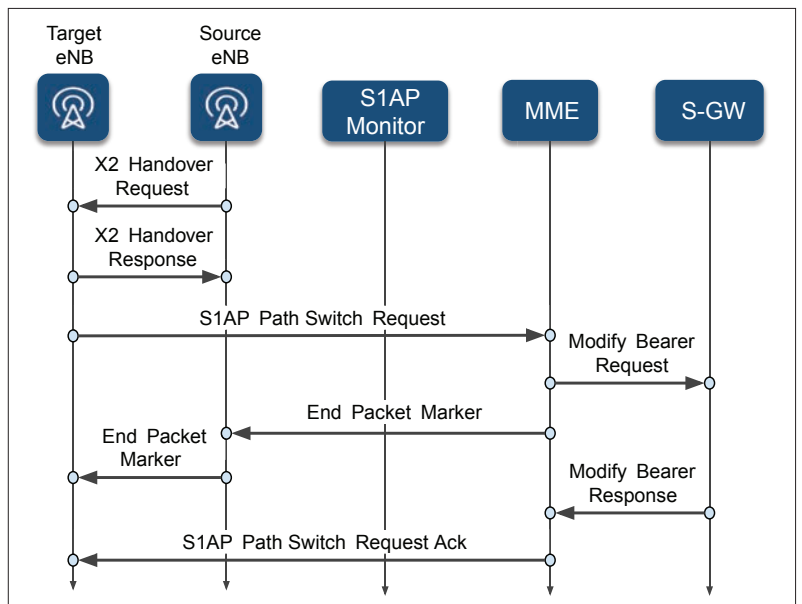 Target
eNB
Source
eNB
S1AP
Monitor
MME
S-GW
X2 Handover
Request
X2 Handover
Response
S1AP Path Switch Request
Modify Bearer
Request
End Packet Marker
End Packet
Marker
Modify Bearer
Response
S1AP Path Switch Request Ack